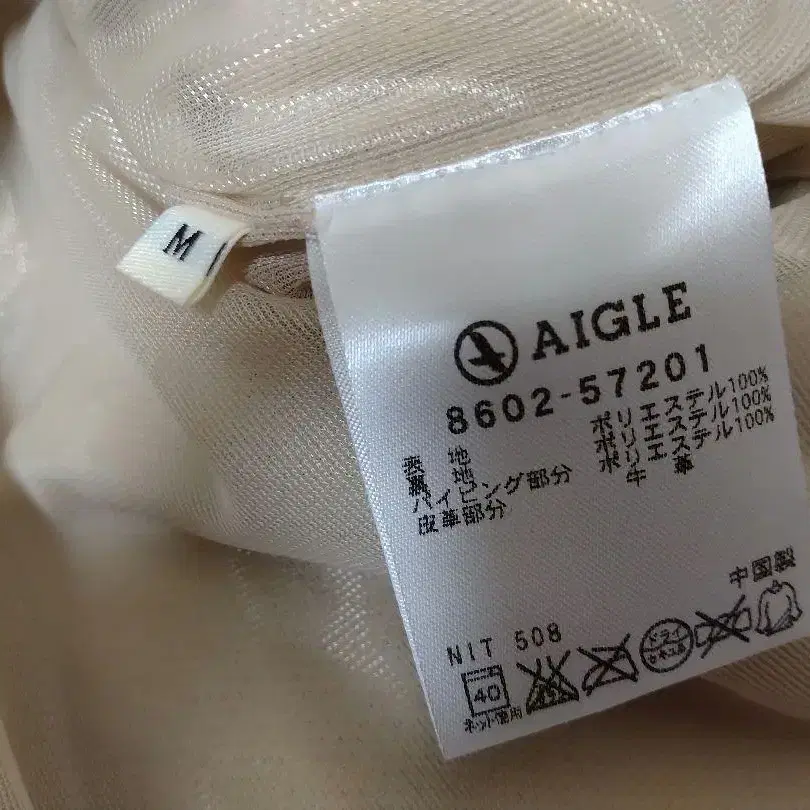 M
AIGLE
8602-57201
表 地 ポリエステル100%
裏 地 ポリエステル100%
パイピング部分 ポリエステル100%
皮革部分 牛 革
中国製
NIT 508
40
ドライ
ネット使用